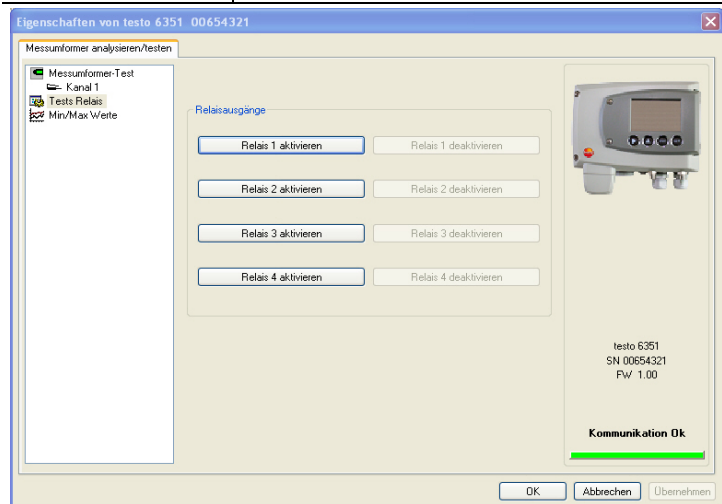 Eigenschaften von testo 6351 00654321
Messumformer analysieren/testen
Messumformer-Test
Kanal 1
Tests Relais
Min/Max Werte
Relaisausgänge
Relais 1 aktivieren
Relais 1 deaktivieren
Relais 2 aktivieren
Relais 2 deaktivieren
Relais 3 aktivieren
Relais 3 deaktivieren
Relais 4 aktivieren
Relais 4 deaktivieren
testo 6351
SN 00654321
FW 1.00
Kommunikation Ok
OK
Abbrechen
Übernehmen